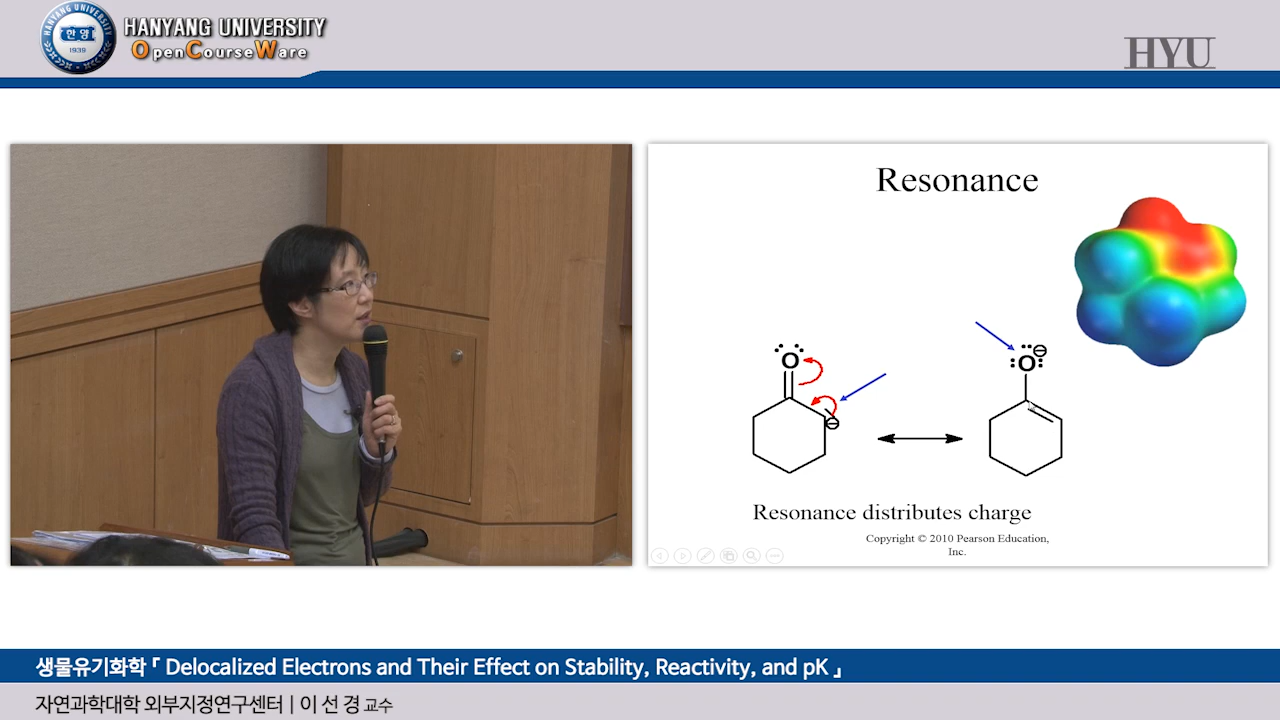 HANYANG UNIVERSITY
OpenCourseWare
HANYANG UNIVERSITY
한양
1939
HYU
Resonance
O
O
Resonance distributes charge
Copyright © 2010 Pearson Education,
Inc.
생물유기화학 「 Delocalized Electrons and Their Effect on Stability, Reactivity, and pK 」
자연과학대학 외부지정연구센터 | 이 선 경 교수